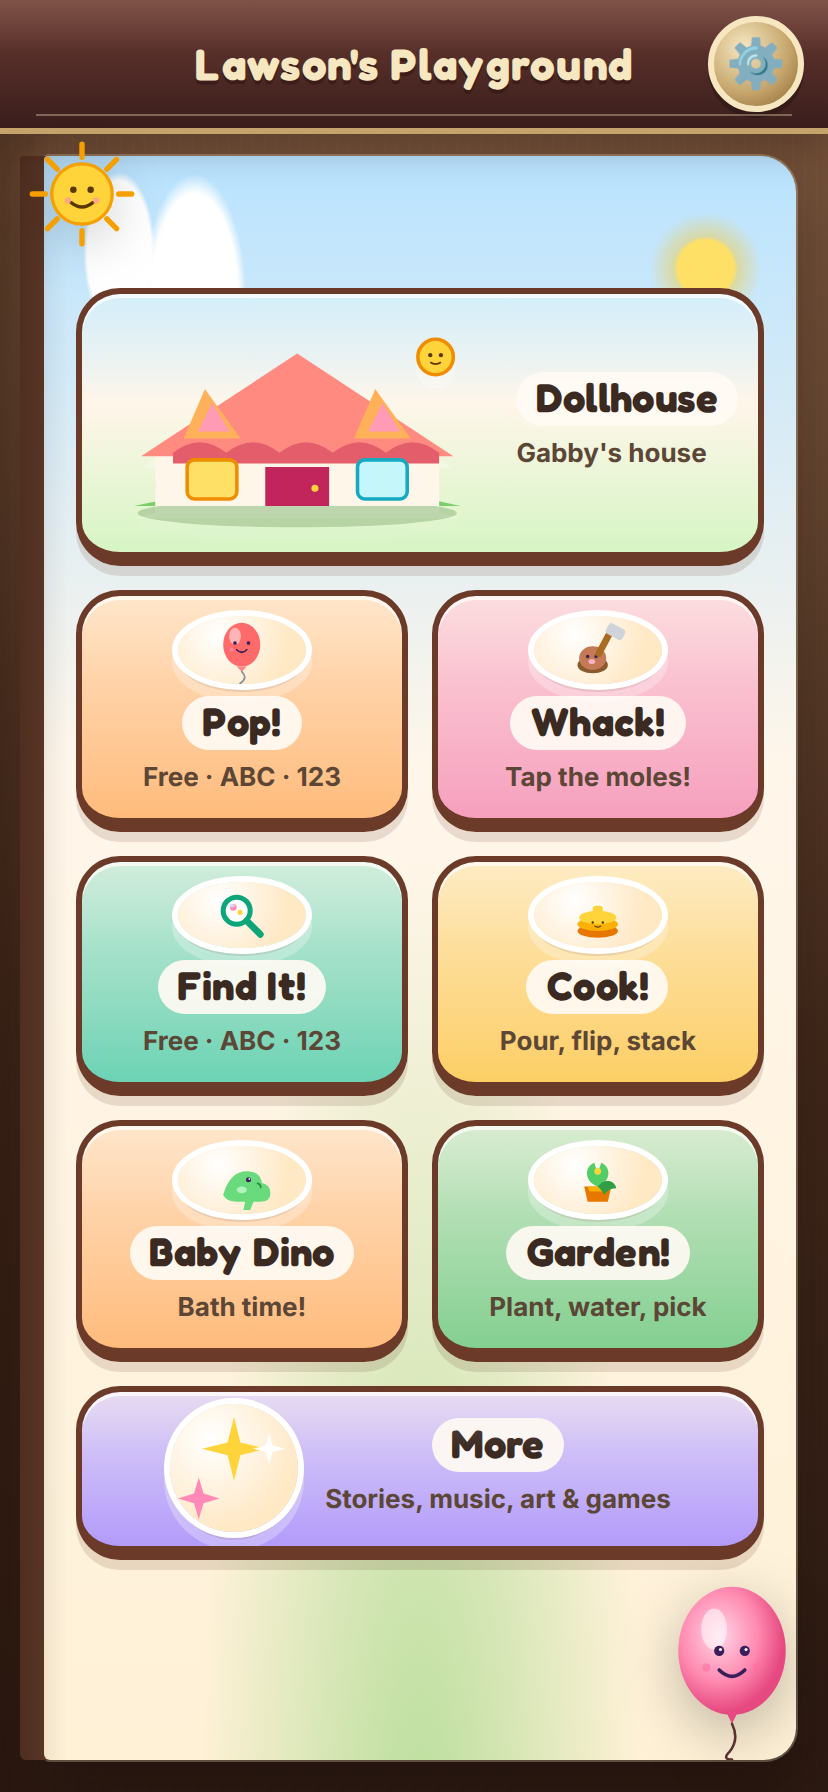 Lawson's Playground
Dollhouse
Gabby's house
Pop!
Free · ABC · 123
Whack!
Tap the moles!
Find It!
Free · ABC · 123
Cook!
Pour, flip, stack
Baby Dino
Bath time!
Garden!
Plant, water, pick
More
Stories, music, art & games